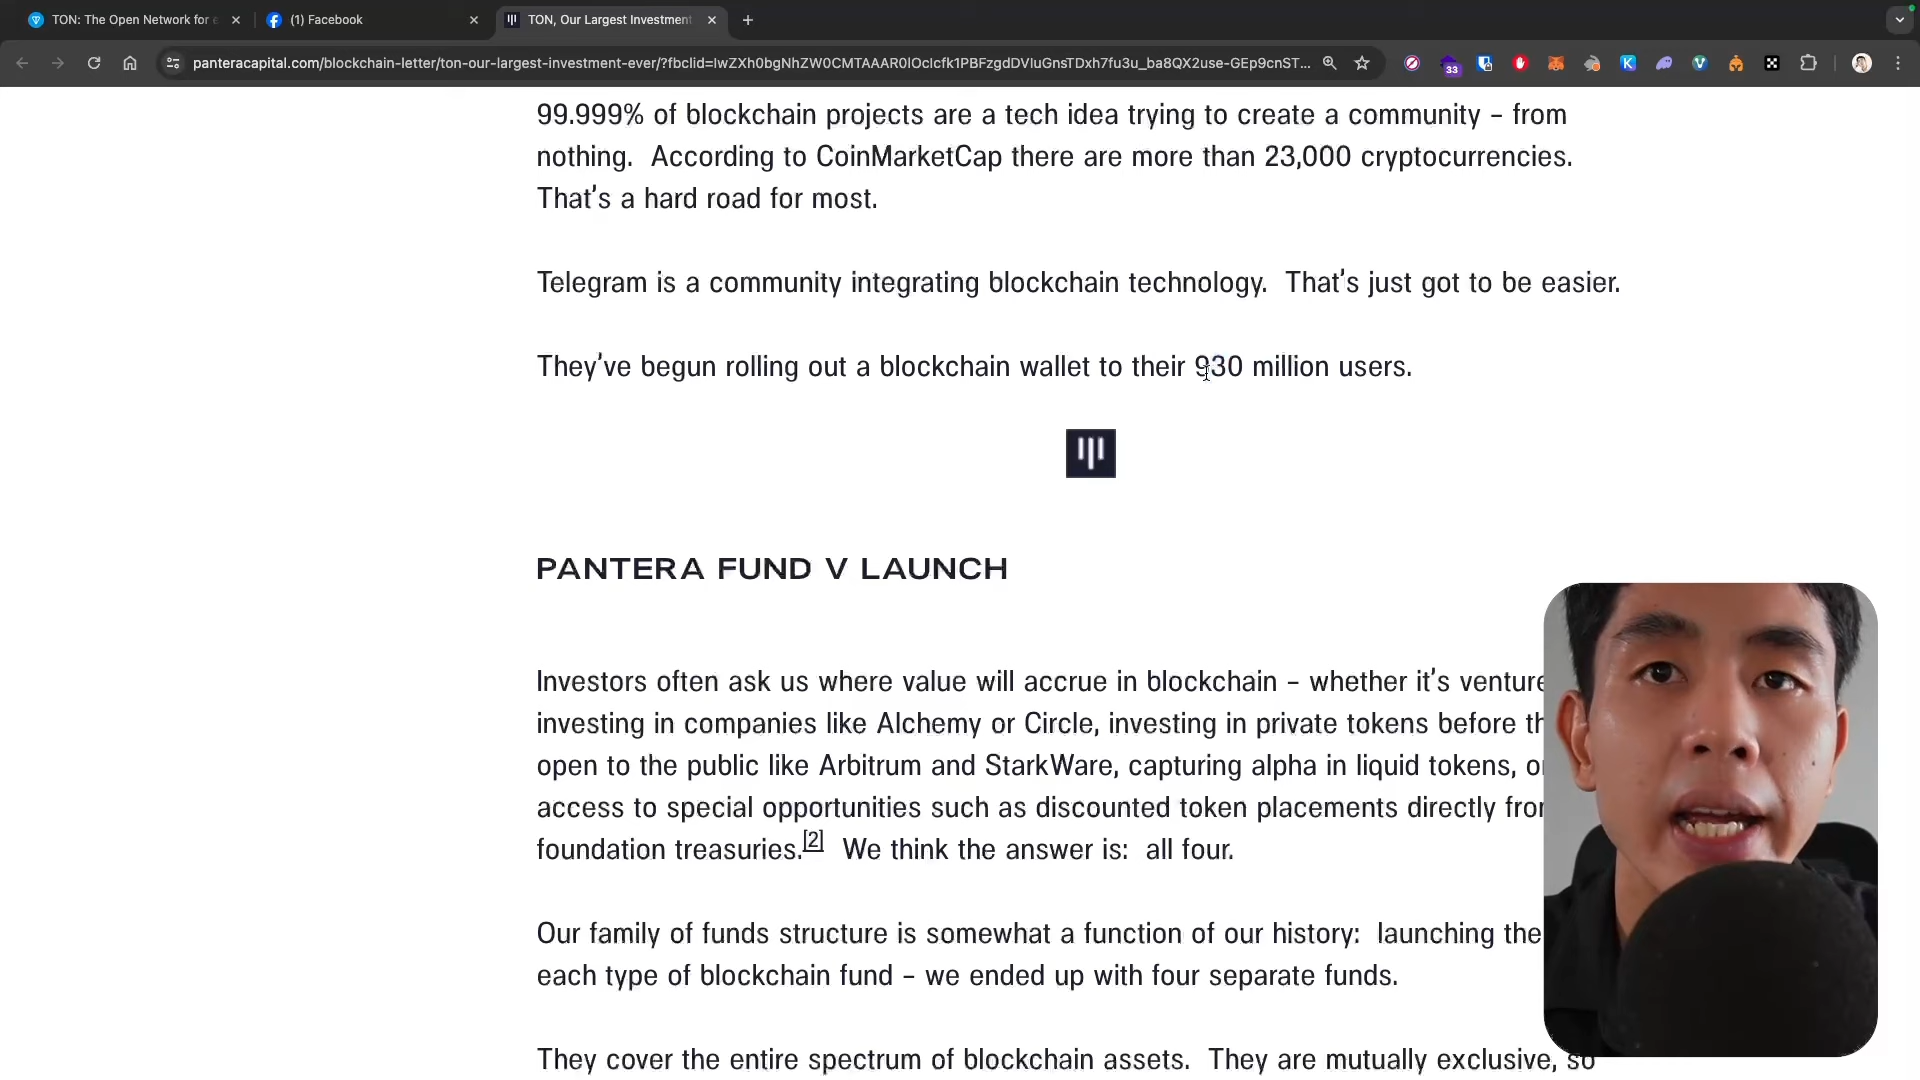 TON: The Open Network for e
(1) Facebook
TON, Our Largest Investment
panteracapital.com/blockchain-letter/ton-our-largest-investment-ever/?fbclid=
33
K
V
99.999% of blockchain projects are a tech idea trying to create a community – from
nothing.  According to CoinMarketCap there are more than 23,000 cryptocurrencies.
That’s a hard road for most.
Telegram is a community integrating blockchain technology.  That’s just got to be easier.
They’ve begun rolling out a blockchain wallet to their 930 million users.
PANTERA FUND V LAUNCH
Investors often ask us where value will accrue in blockchain – whether it’s venture
investing in companies like Alchemy or Circle, investing in private tokens before th
open to the public like Arbitrum and StarkWare, capturing alpha in liquid tokens, or
access to special opportunities such as discounted token placements directly from
foundation treasuries.[2]  We think the answer is:  all four.
Our family of funds structure is somewhat a function of our history:  launching the
each type of blockchain fund – we ended up with four separate funds.
They cover the entire spectrum of blockchain assets.  They are mutually exclusive, so